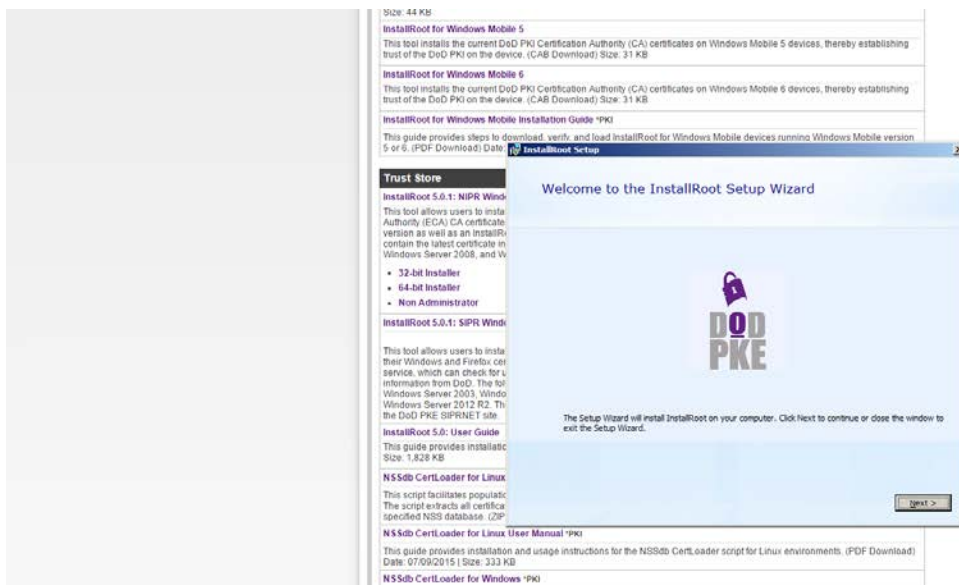 Size: 44 KB
InstallRoot for Windows Mobile 5
This tool installs the current DoD PKI Certification Authority (CA) certificates on Windows Mobile 5 devices, thereby establishing
trust of the DoD PKI on the device. (CAB Download) Size: 31 KB
InstallRoot for Windows Mobile 6
This tool installs the current DoD PKI Certification Authority (CA) certificates on Windows Mobile 6 devices, thereby establishing
trust of the DoD PKI on the device. (CAB Download) Size: 31 KB
InstallRoot for Windows Mobile Installation Guide *PKI
This guide provides steps to download, verify, and load InstallRoot for Windows Mobile devices running Windows Mobile version
5 or 6. (PDF Download) Date:
Trust Store
InstallRoot 5.0.1: NIPR Wind
This tool allows users to insta
Authority (ECA) CA certificate
version as well as an InstallR
contain the latest certificate in
Windows Server 2008, and W
32-bit Installer
64-bit Installer
Non Administrator
InstallRoot 5.0.1: SIPR Wind
This tool allows users to insta
their Windows and Firefox cer
service, which can check for u
information from DoD. The fol
Windows Server 2003, Windo
Windows Server 2012 R2. Th
the DoD PKE SIPRNET site.
InstallRoot 5.0: User Guide
This guide provides installatio
Size: 1,828 KB
NSSdb CertLoader for Linux
This script facilitates populatio
The script extracts all certifica
specified NSS database. (ZIP
NSSdb CertLoader for Linux User Manual *PKI
This guide provides installation and usage instructions for the NSSdb CertLoader script for Linux environments. (PDF Download)
Date: 07/09/2015 | Size: 333 KB
NSSdb CertLoader for Windows *PKI
InstallRoot Setup
Welcome to the InstallRoot Setup Wizard
DOD
PKE
The Setup Wizard will install InstallRoot on your computer. Click Next to continue or close the window to
exit the Setup Wizard.
Next >